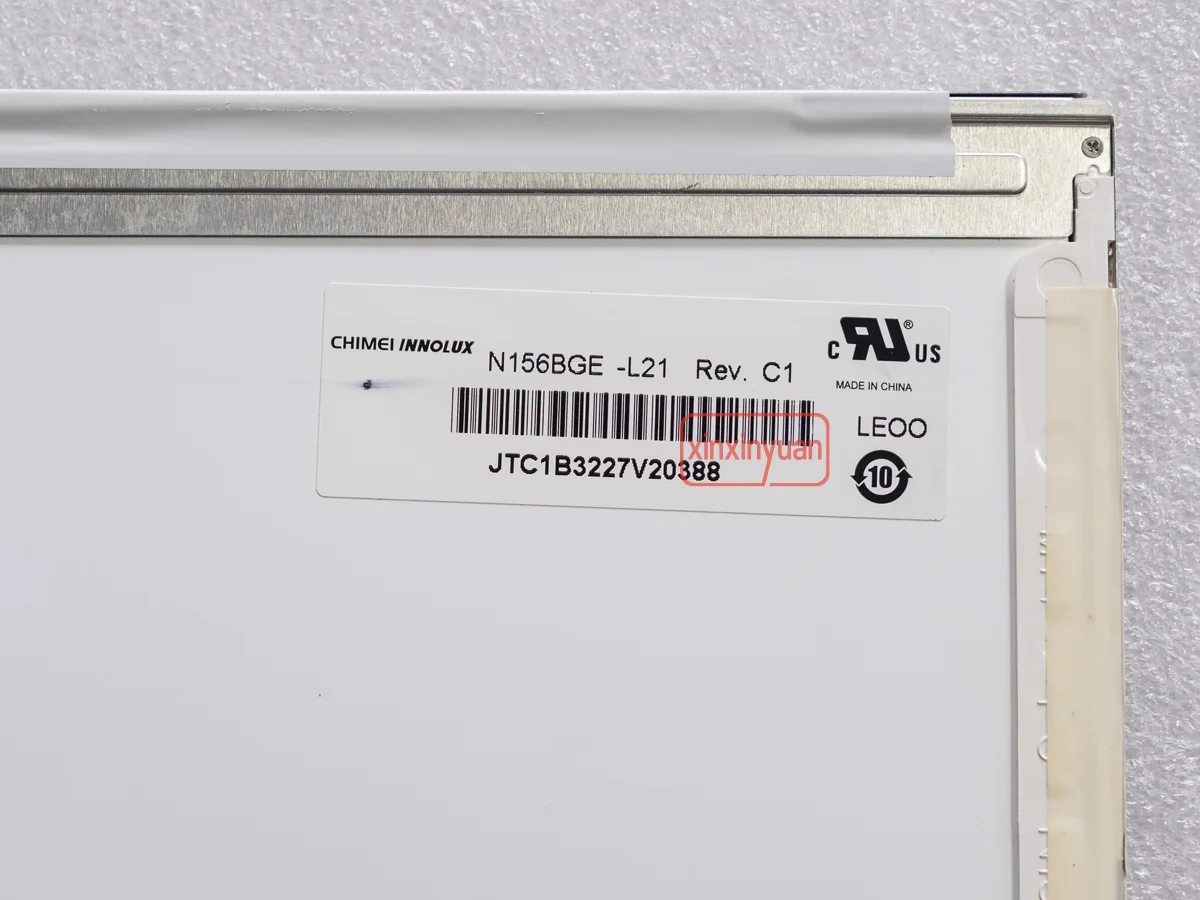 CHIMEI INNOLUX
N156BGE -L21 Rev. C1
C US
®
MADE IN CHINA
LEOO
xinxinyuan
JTC1B3227V20388
10